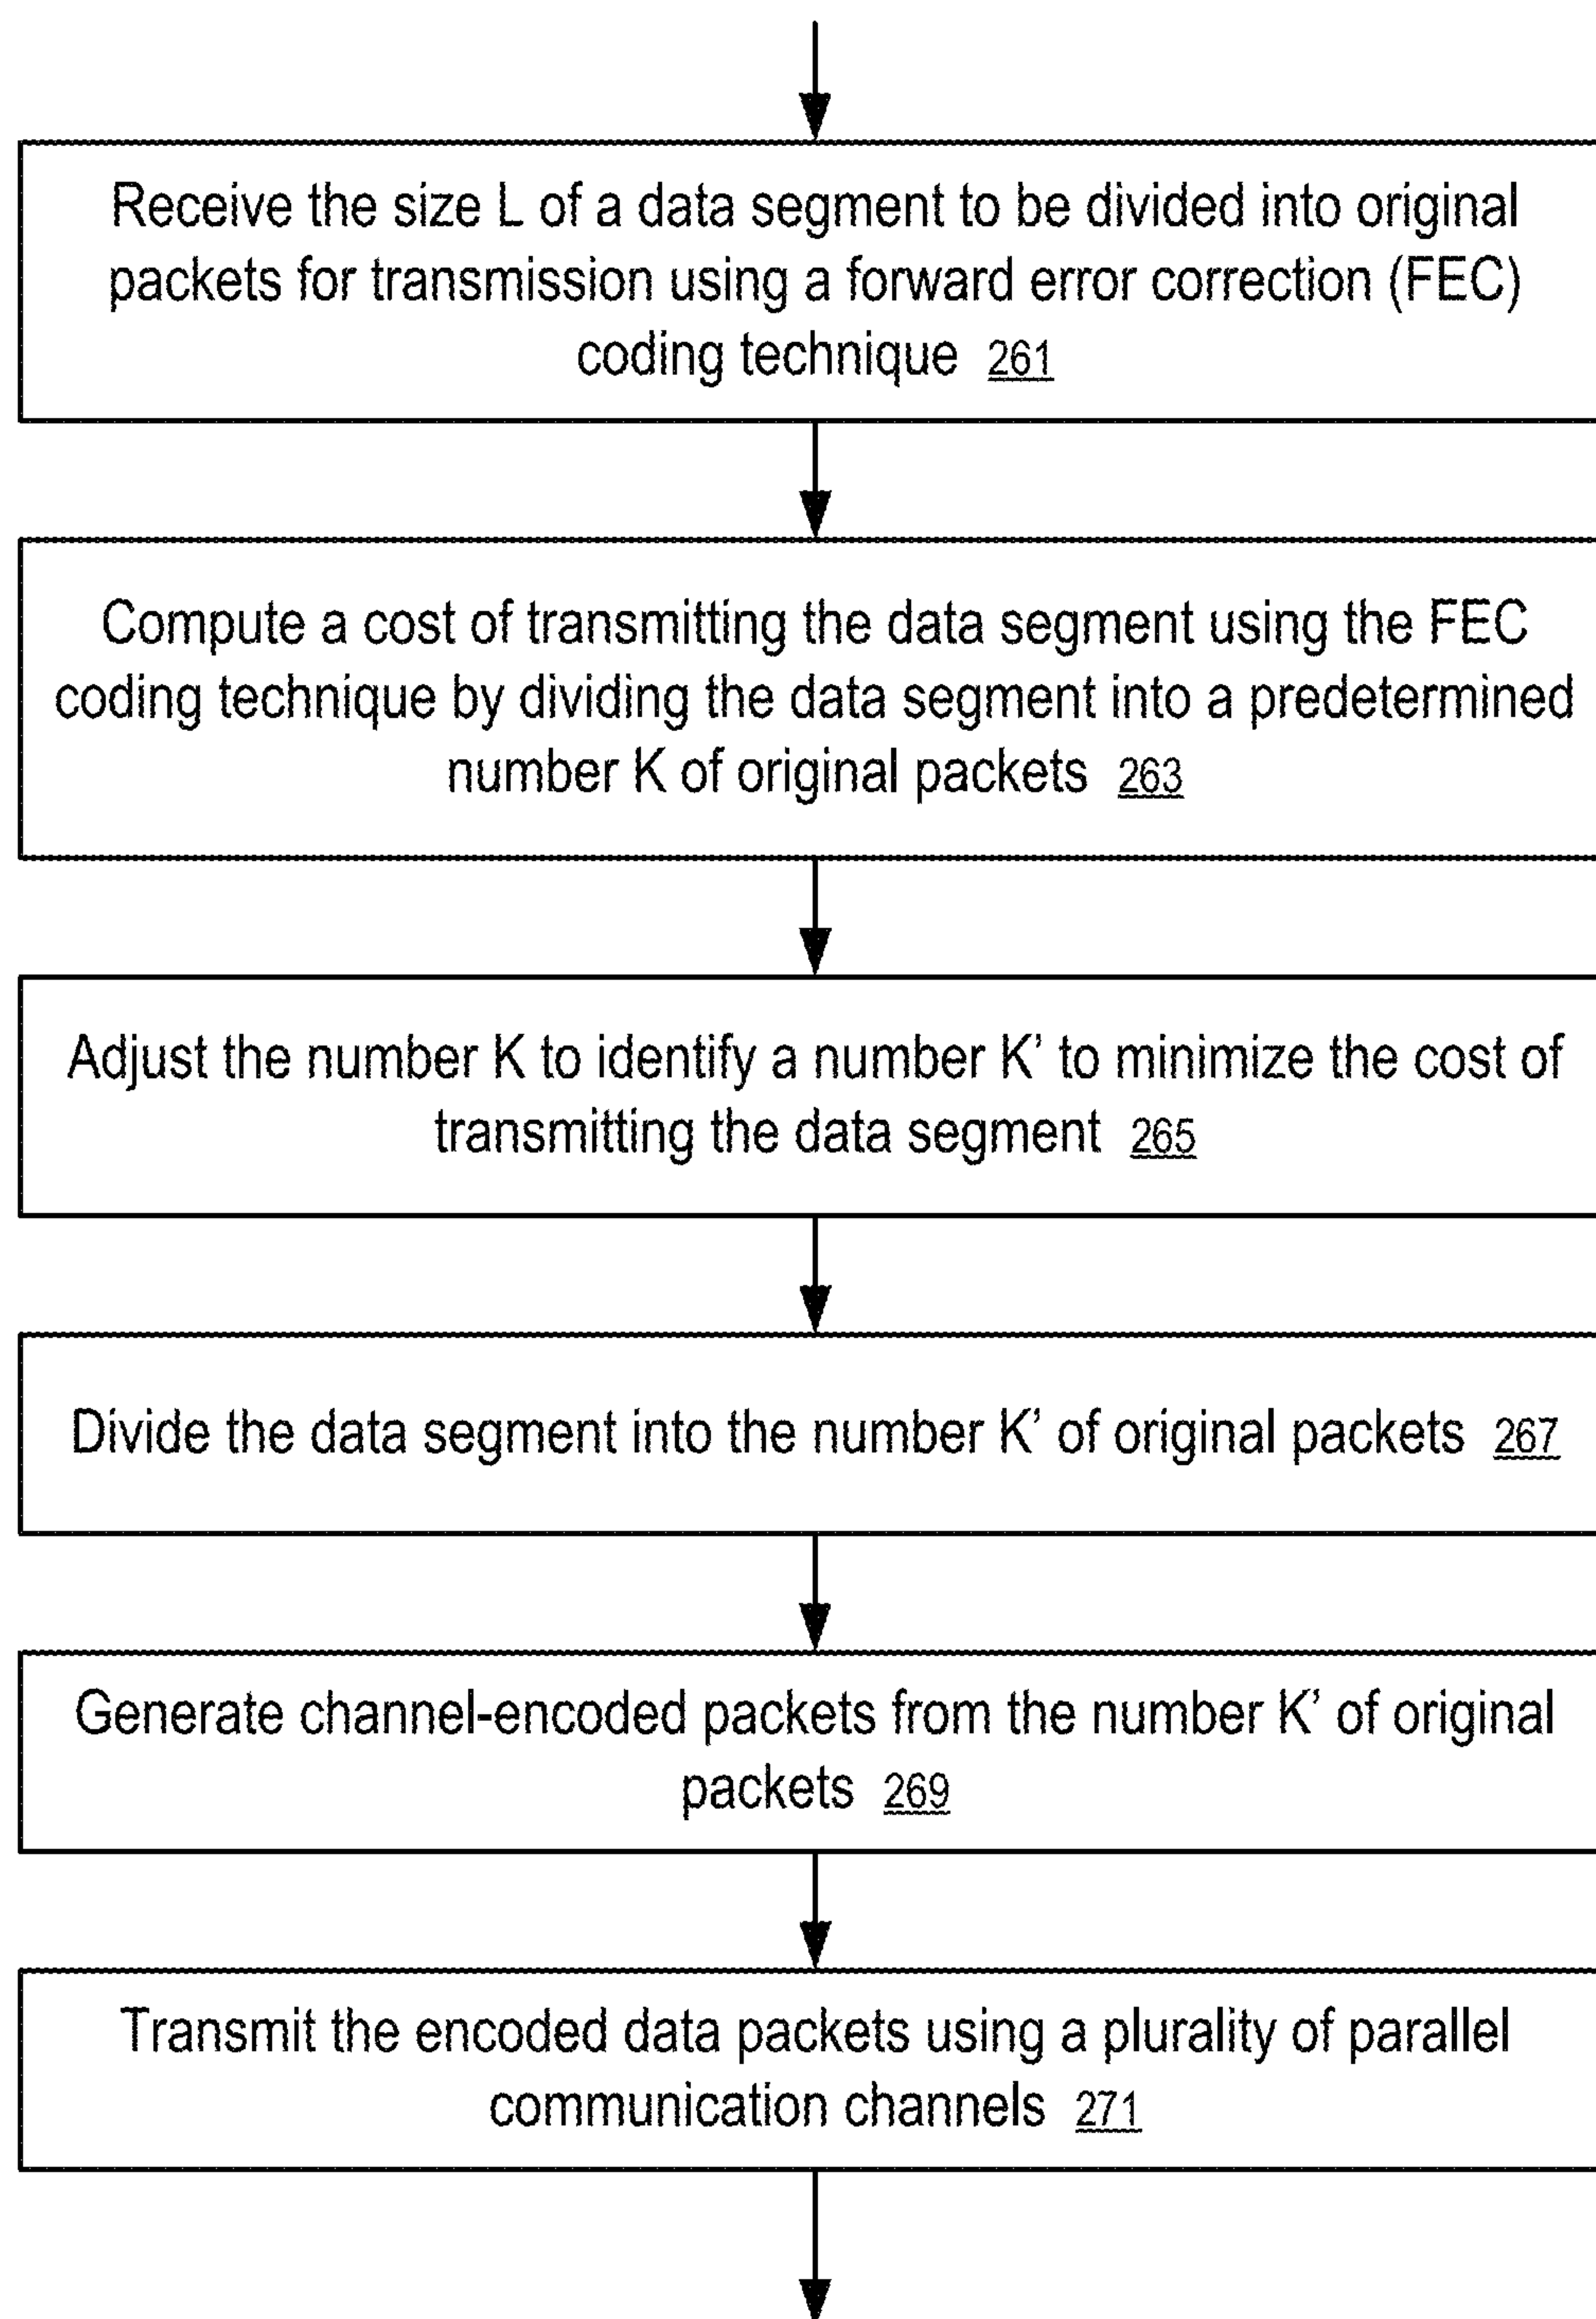 Receive the size L of a data segment to be divided into original
packets for transmission using a forward error correction (FEC)
coding technique 261
Compute a cost of transmitting the data segment using the FEC
coding technique by dividing the data segment into a predetermined
number K of original packets 263
Adjust the number K to identify a number K' to minimize the cost of
transmitting the data segment 265
Divide the data segment into the number K' of original packets 267
Generate channel-encoded packets from the number K' of original
packets 269
Transmit the encoded data packets using a plurality of parallel
communication channels 271